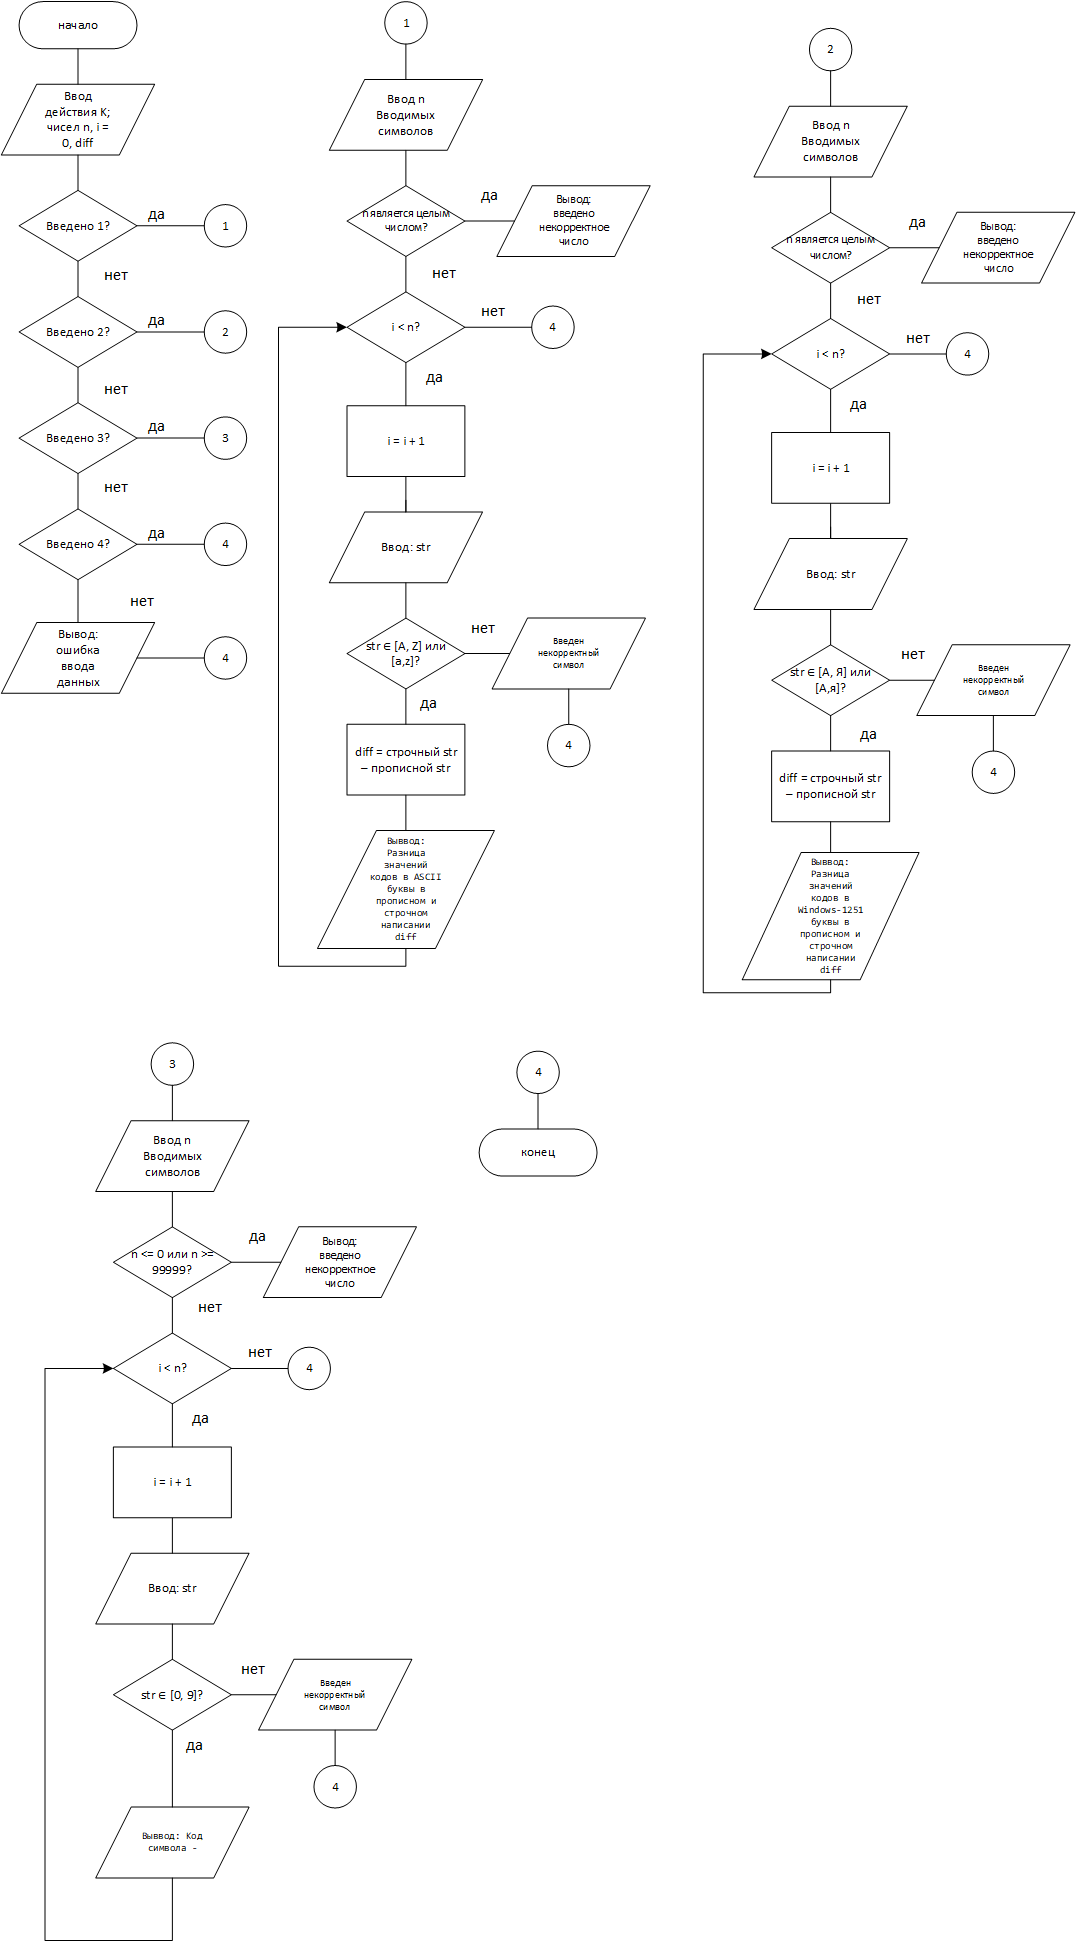 начало
Ввод
действия K;
чисел n, i =
0, diff
Введено 1?
да
1
нет
Введено 2?
да
2
нет
Введено 3?
да
3
нет
Введено 4?
да
4
нет
Вывод:
ошибка
ввода
данных
4
1
Ввод n
Вводимых
символов
n является целым
числом?
да
Вывод:
введено
некорректное
число
нет
i < n?
нет
4
да
i = i + 1
Ввод: str
str ∈ [A, Z] или
[a,z]?
нет
Введен
некорректный
символ
4
да
diff = строчный str
– прописной str
Выввод:
Разница
значений
кодов в ASCII
буквы в
прописном и
строчном
написании
diff
2
Ввод n
Вводимых
символов
n является целым
числом?
да
Вывод:
введено
некорректное
число
нет
i < n?
нет
4
да
i = i + 1
Ввод: str
str ∈ [А, Я] или
[А,я]?
нет
Введен
некорректный
символ
4
да
diff = строчный str
– прописной str
Выввод:
Разница
значений
кодов в
Windows-1251
буквы в
прописном и
строчном
написании
diff
3
Ввод n
Вводимых
символов
n <= 0 или n >=
99999?
да
Вывод:
введено
некорректное
число
нет
i < n?
нет
4
да
i = i + 1
Ввод: str
str ∈ [0, 9]?
нет
Введен
некорректный
символ
4
да
Выввод: Код
символа -
4
конец